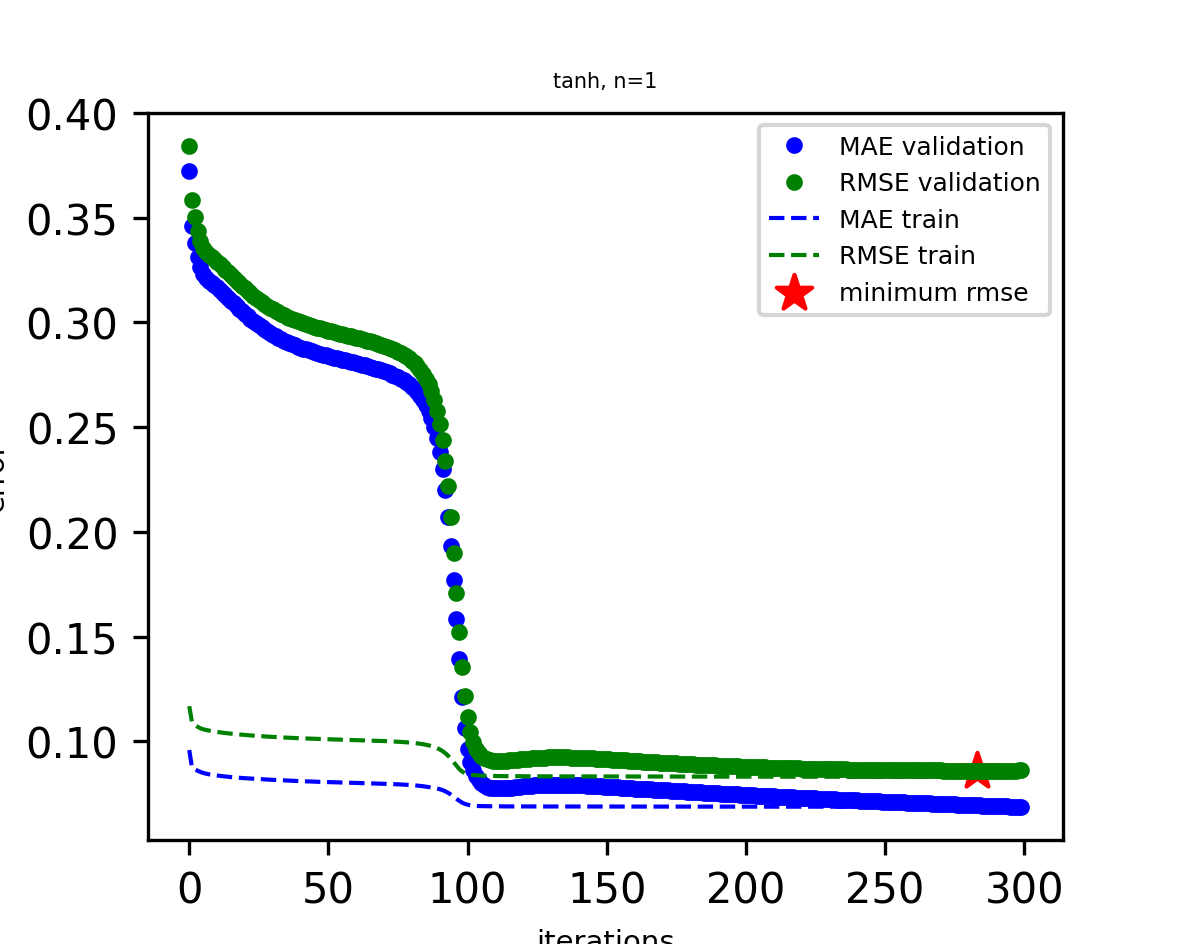 tanh, n=1
0.40
0.35
0.30
0.25
0.20
0.15
0.10
MAE validation
RMSE validation
MAE train
RMSE train
minimum rmse
0 50 100 150 200 250 300
iterations